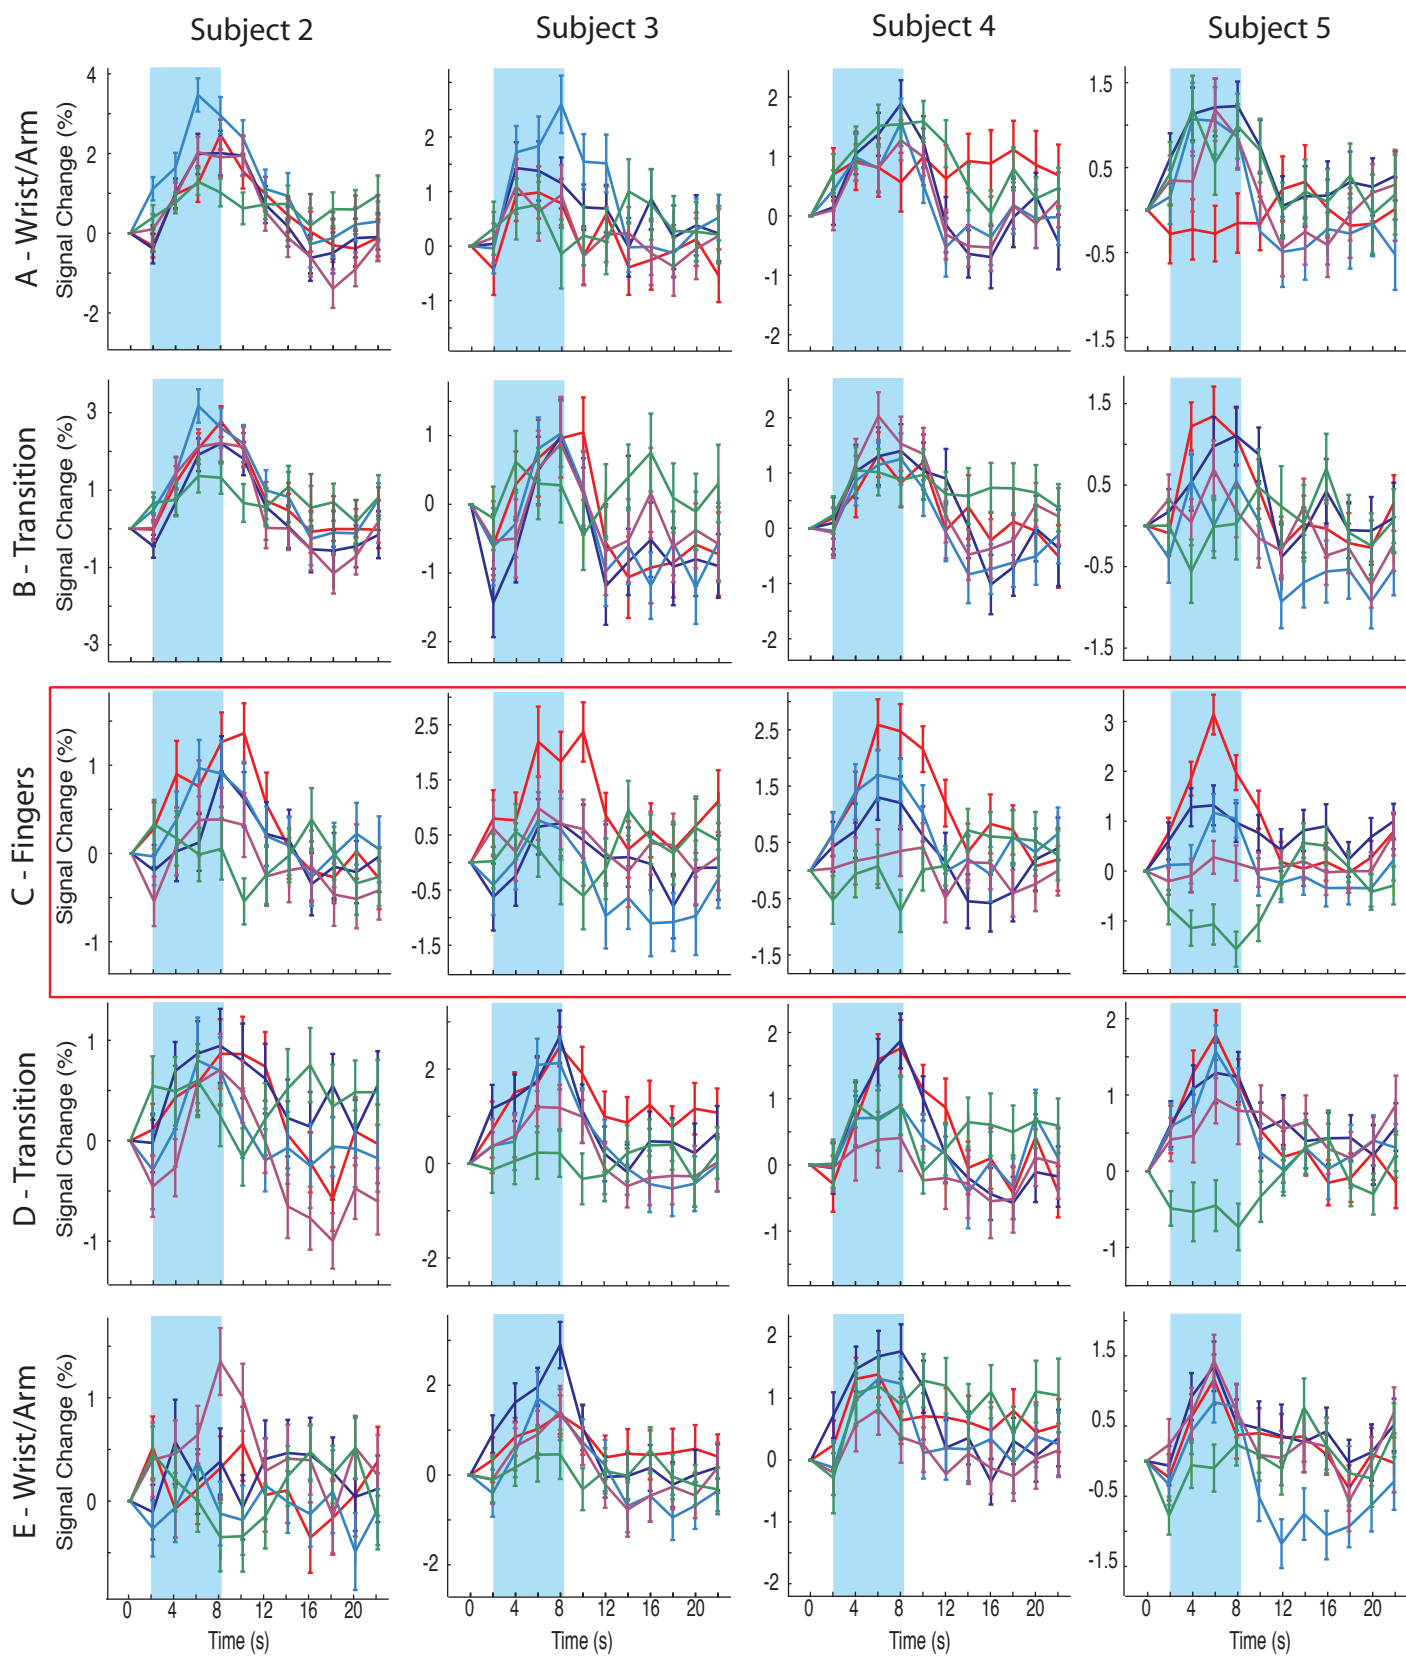 Subject 2 Subject 3 Subject 4 Subject 5
A - Wrist/Arm
Signal Change (%)
4 2 0 -2
2 1 0 -1
2 1 0 -1 -2
1.5 0.5 -0.5 -1.5
B - Transition
Signal Change (%)
3 1 -1 -3
1 0 -1 -2
2 1 0 -1 -2
1.5 0.5 -0.5 -1.5
C - Fingers
Signal Change (%)
1 0 -1
2.5 1.5 0.5 -0.5 -1.5
2.5 1.5 0.5 -0.5 -1.5
3 2 1 0 -1
D - Transition
Signal Change (%)
1 0 -1
2 0 -2
2 1 0 -1
2 1 0 -1
E - Wrist/Arm
Signal Change (%)
1 0
2 0 -2
2 1 0 -1 -2
1.5 0.5 -0.5 -1.5
0 4 8 12 16 20 0 4 8 12 16 20 0 4 8 12 16 20 0 4 8 12 16 20
Time (s) Time (s) Time (s) Time (s)